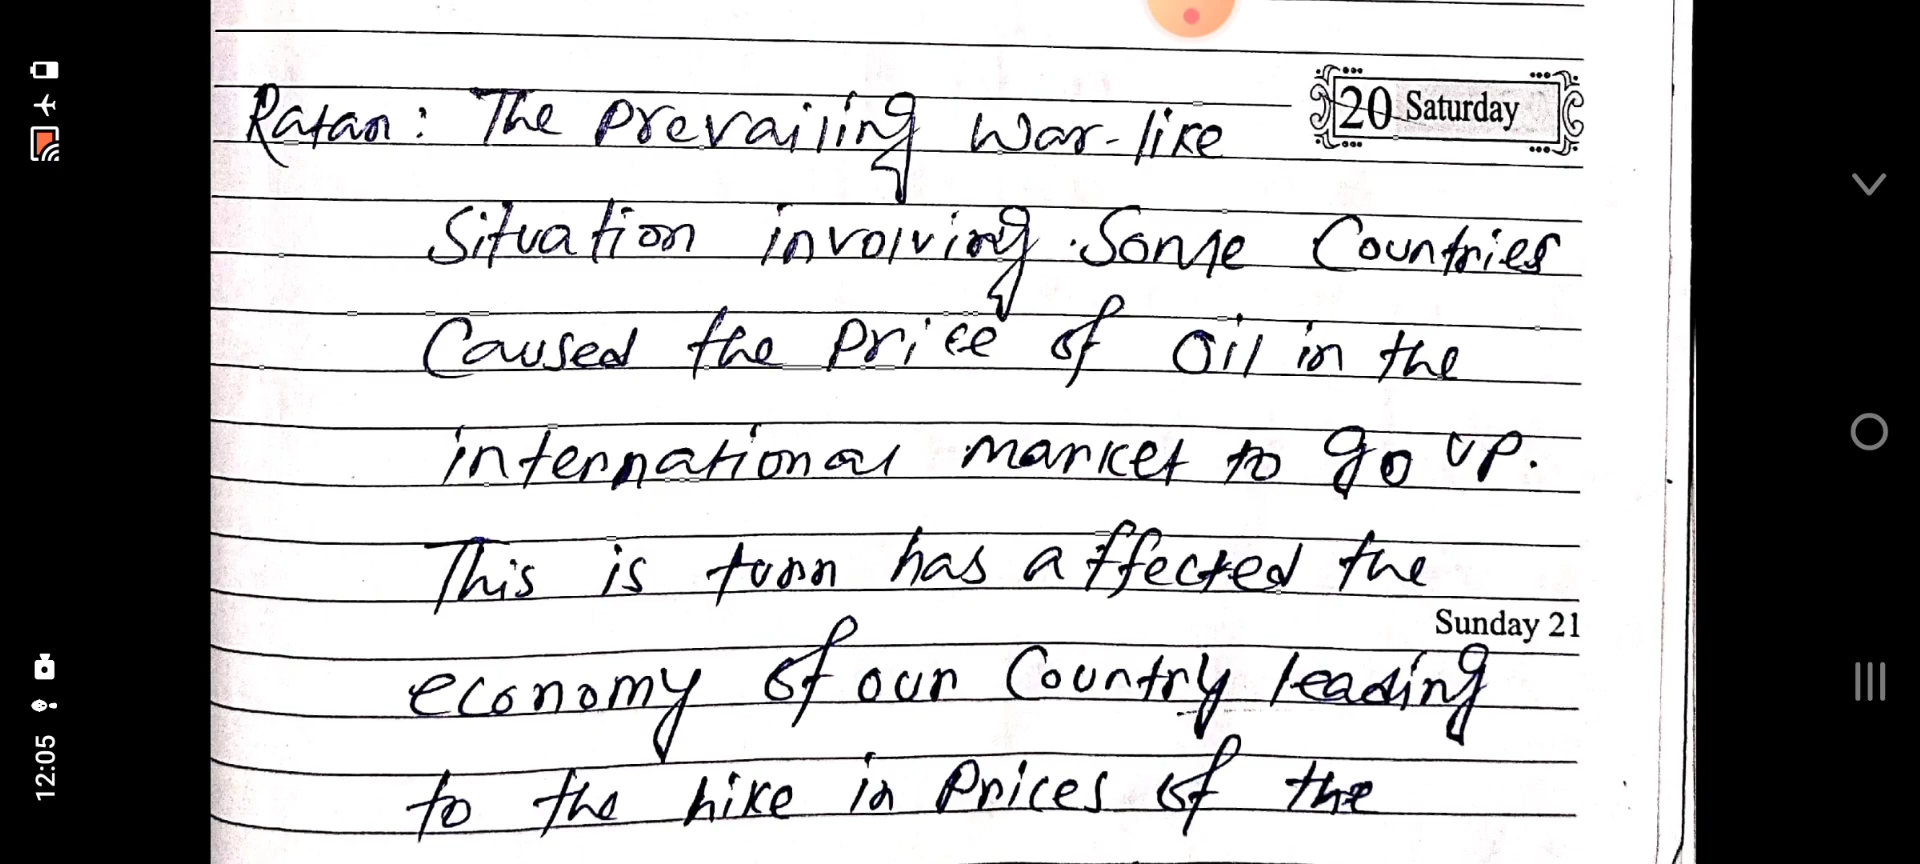 20 Saturday
Ratan: The prevailing war-like
Situation involving Some Countries
Caused the price of oil in the
international market to go up.
This is turn has affected the
Sunday 21
economy of our Country leading
to the hike in Prices of the
12:05